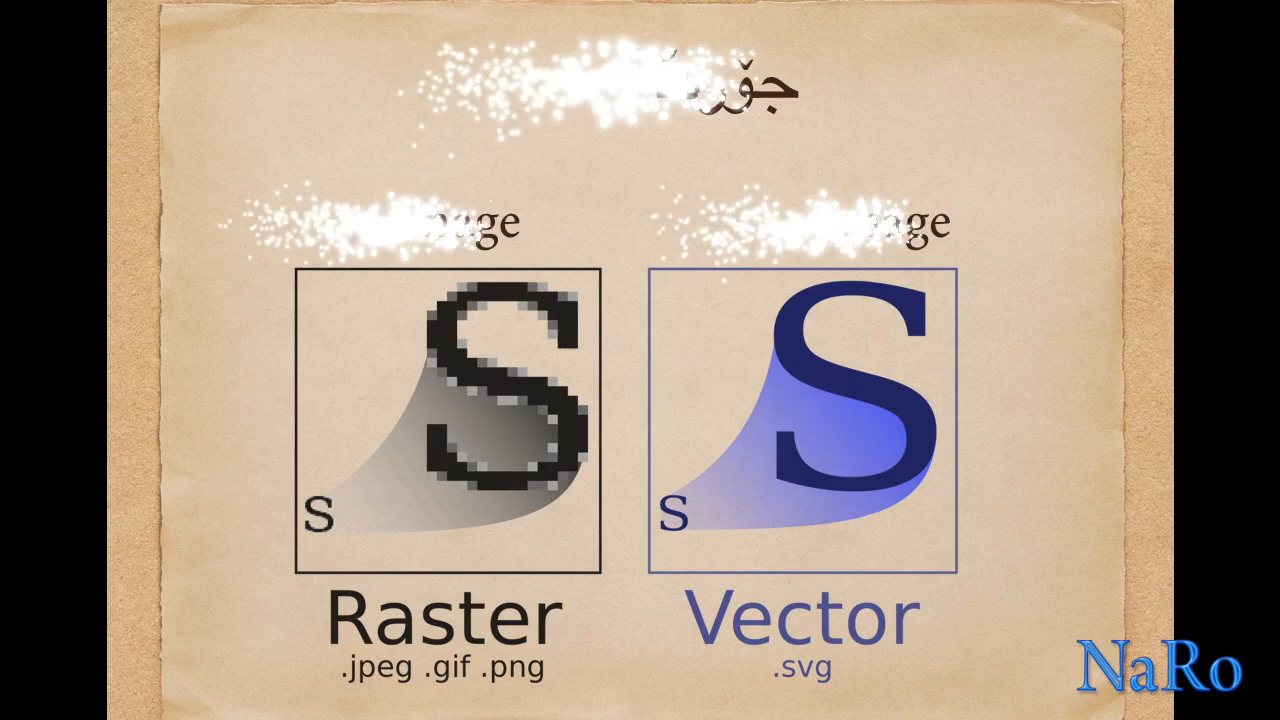 S
s
Raster
.jpeg .gif .png
S
s
Vector
.svg
NaRo